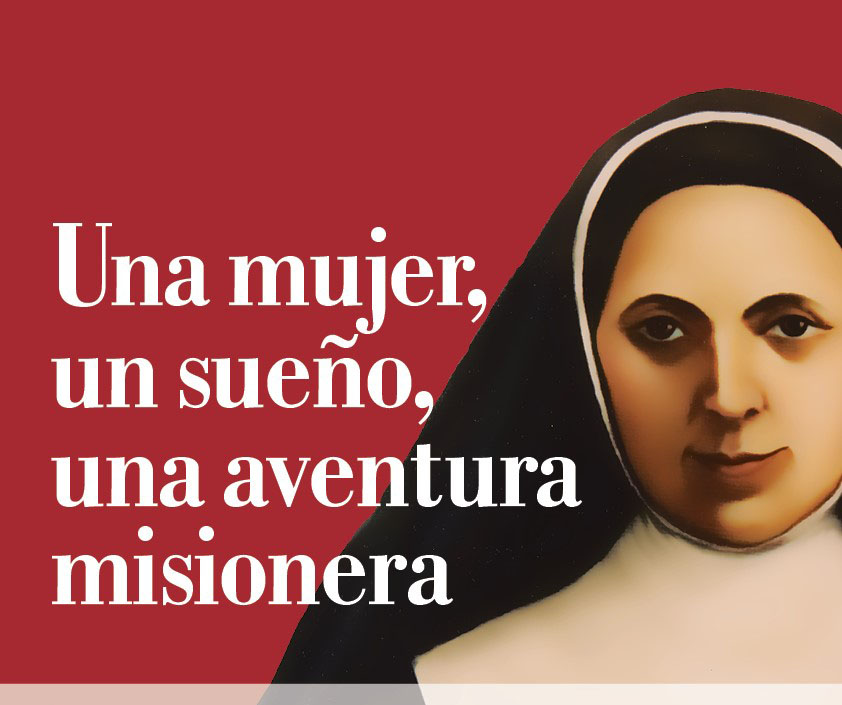 Una mujer,
un sueño,
una aventura
misionera